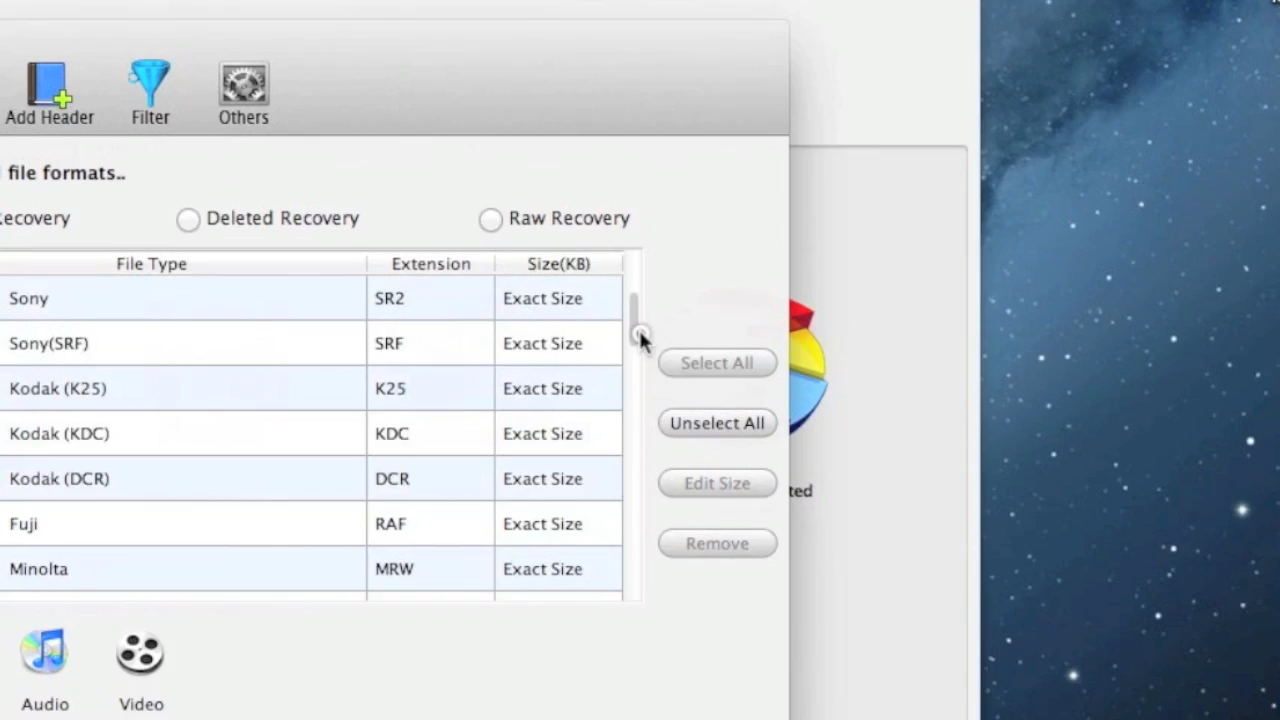 Add Header Filter Others
file formats..
Recovery Deleted Recovery Raw Recovery
File Type Extension Size(KB)
Sony SR2 Exact Size
Sony(SRF) SRF Exact Size
Select All
Kodak (K25) K25 Exact Size
Unselect All
Kodak (KDC) KDC Exact Size
Kodak (DCR) DCR Exact Size
Edit Size
ted
Fuji RAF Exact Size
Remove
Minolta MRW Exact Size
Audio Video